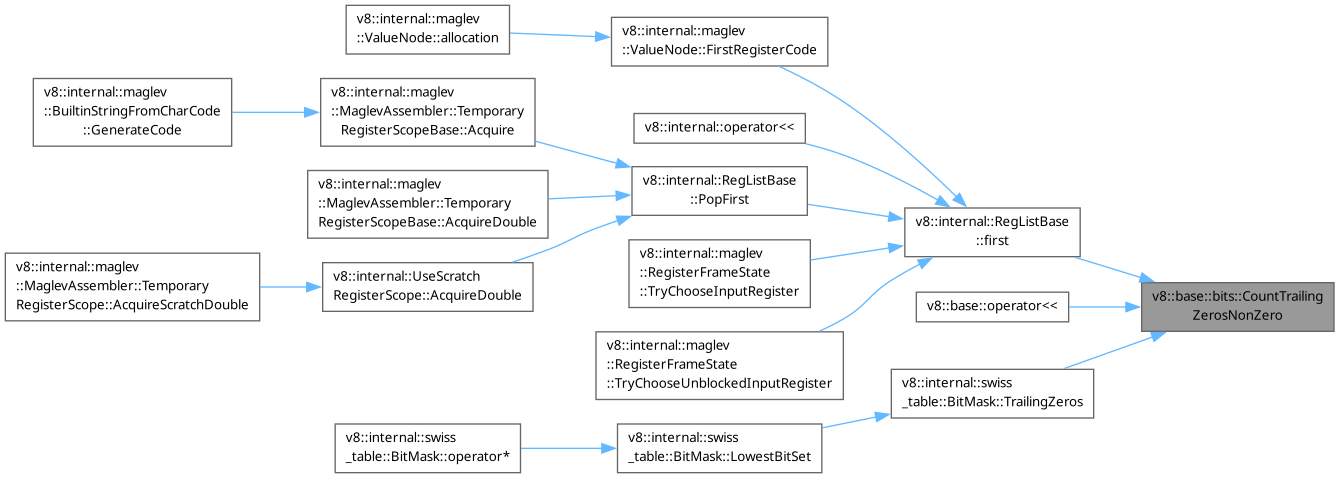 v8::internal::maglev
::ValueNode::allocation
v8::internal::maglev
::ValueNode::FirstRegisterCode
v8::internal::maglev
::BuiltinStringFromCharCode
::GenerateCode
v8::internal::maglev
::MaglevAssembler::Temporary
RegisterScopeBase::Acquire
v8::internal::operator<<
v8::internal::maglev
::MaglevAssembler::Temporary
RegisterScopeBase::AcquireDouble
v8::internal::RegListBase
::PopFirst
v8::internal::RegListBase
::first
v8::internal::maglev
::MaglevAssembler::Temporary
RegisterScope::AcquireScratchDouble
v8::internal::UseScratch
RegisterScope::AcquireDouble
v8::internal::maglev
::RegisterFrameState
::TryChooseInputRegister
v8::base::operator<<
v8::base::bits::CountTrailing
ZerosNonZero
v8::internal::maglev
::RegisterFrameState
::TryChooseUnblockedInputRegister
v8::internal::swiss
_table::BitMask::TrailingZeros
v8::internal::swiss
_table::BitMask::operator*
v8::internal::swiss
_table::BitMask::LowestBitSet